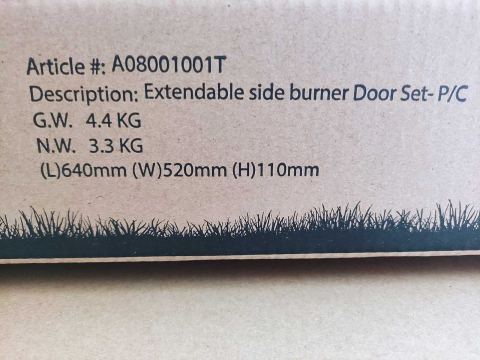 Article #: A08001001T
Description: Extendable side burner Door Set- P/C
G.W. 4.4 KG
N.W. 3.3 KG
(L)640mm (W)520mm (H)110mm